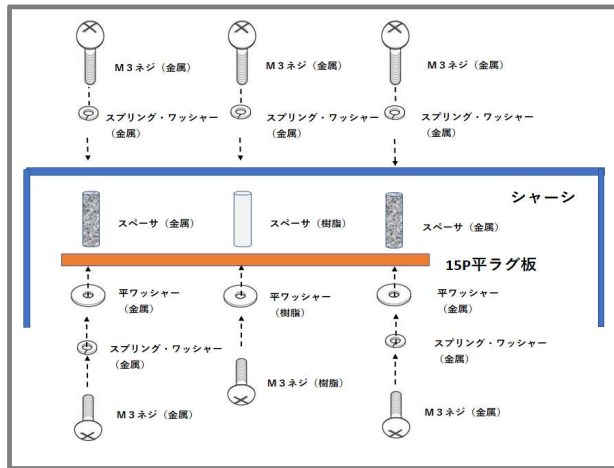 M３ネジ（金属）
M３ネジ（金属）
M３ネジ（金属）
スプリング・ワッシャー
（金属）
スプリング・ワッシャー
（金属）
スプリング・ワッシャー
（金属）
シャーシ
スペーサ（金属）
スペーサ（樹脂）
スペーサ（金属）
15P平ラグ板
平ワッシャー
（金属）
平ワッシャー
（樹脂）
平ワッシャー
（金属）
スプリング・ワッシャー
（金属）
スプリング・ワッシャー
（金属）
M３ネジ（樹脂）
M３ネジ（金属）
M３ネジ（金属）